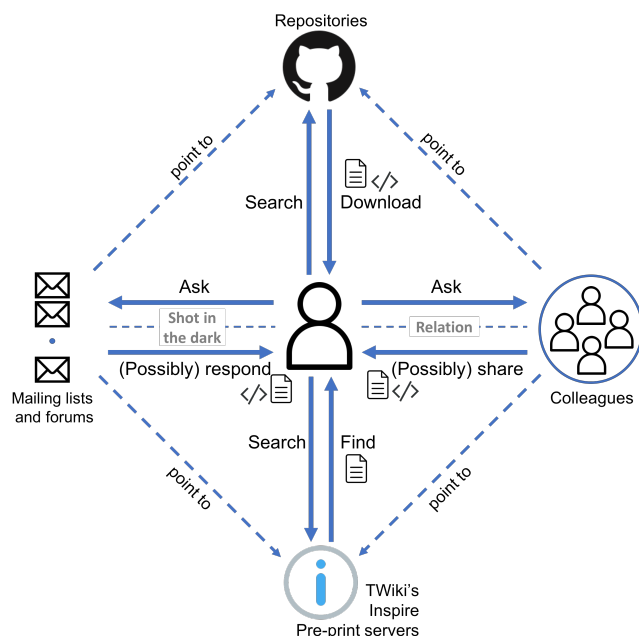 Repositories
point to
point to
Search
Download
Ask
Ask
Shot in
the dark
Relation
(Possibly) respond
(Possibly) share
Mailing lists
and forums
Colleagues
Search
Find
point to
point to
TWiki's
Inspire
Pre-print servers